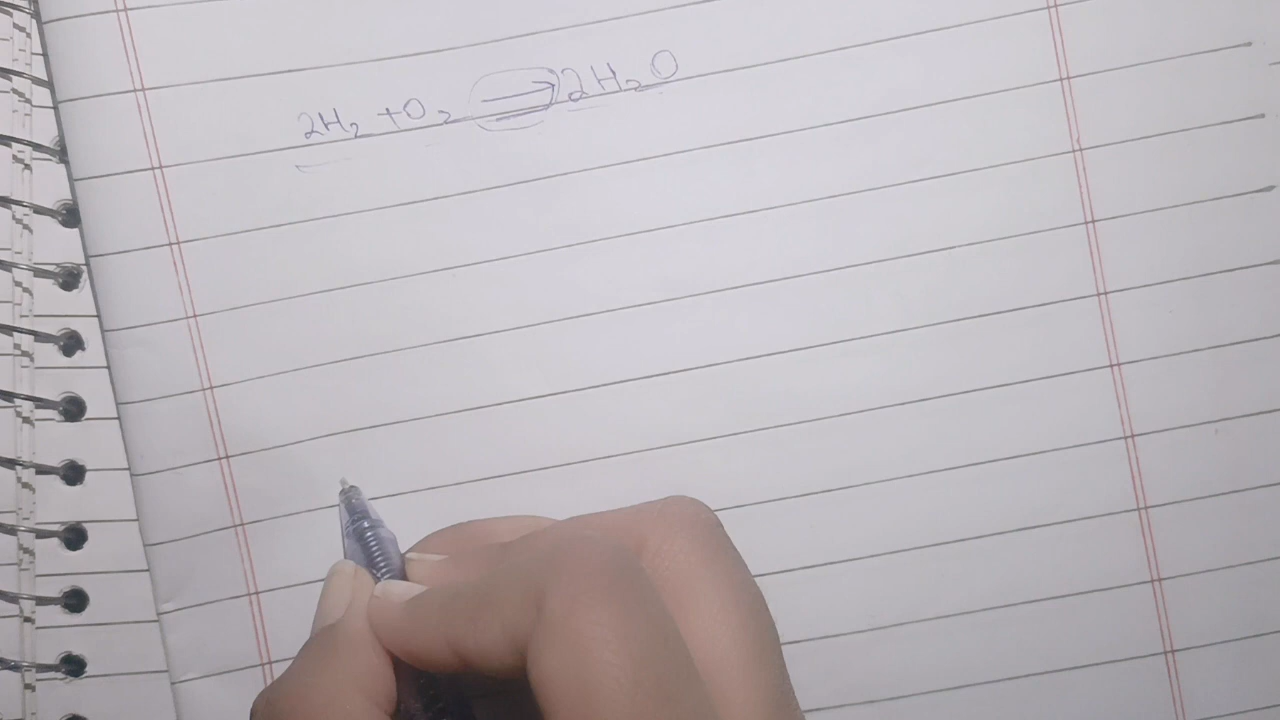 2H₂ + O₂ → 2H₂O